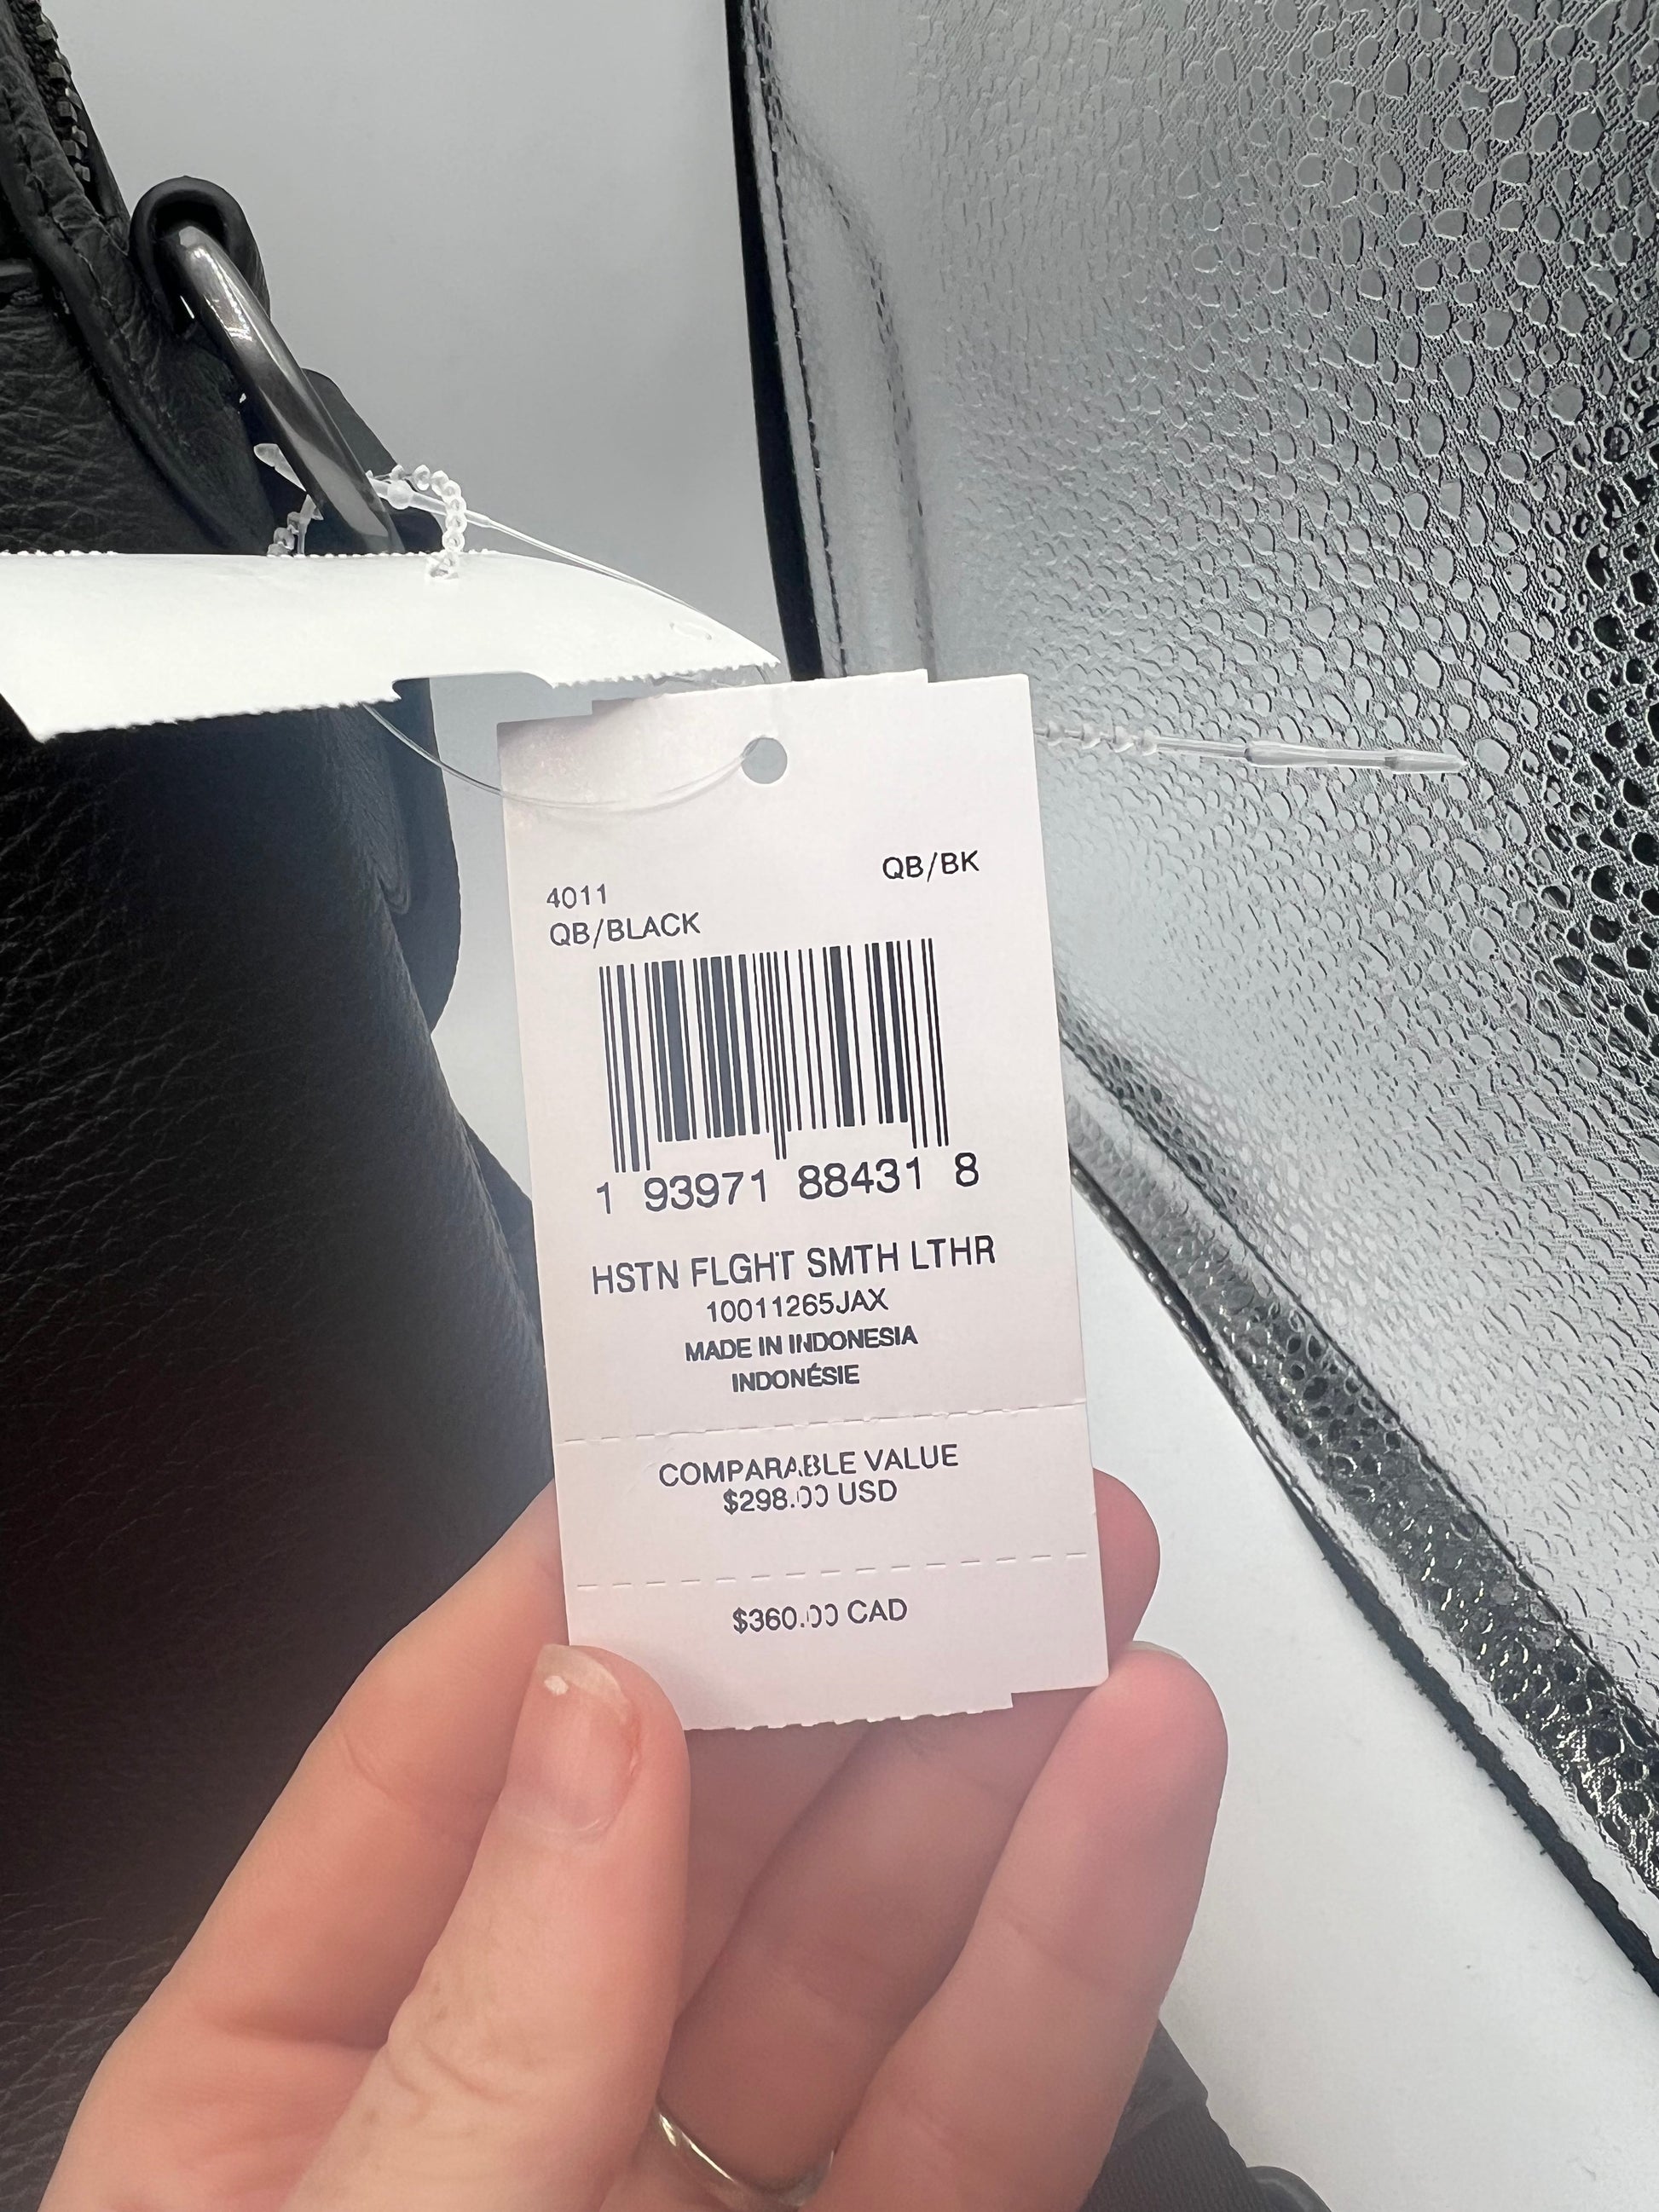 QB/BK
4011
QB/BLACK
1 93971 88431 8
HSTN FLGHT SMTH LTHR
10011265JAX
MADE IN INDONESIA
INDONÉSIE
COMPARABLE VALUE
$298.00 USD
$360.00 CAD